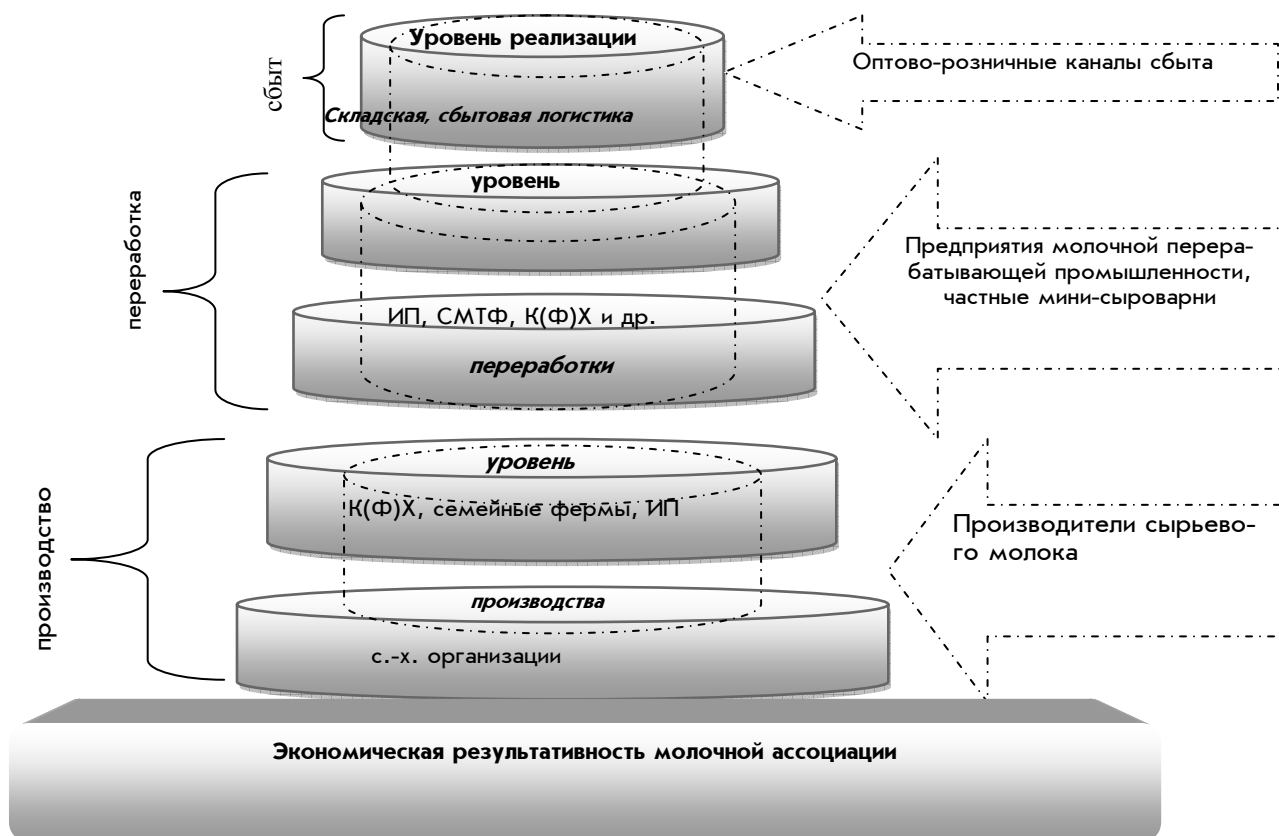 Уровень реализации
сбыт
Оптово-розничные каналы сбыта
Складская, сбытовая логистика
уровень
переработка
Предприятия молочной перера-
батывающей промышленности,
частные мини-сыроварни
ИП, СМТФ, К(Ф)Х и др.
переработки
уровень
К(Ф)Х, семейные фермы, ИП
производство
Производители сырьево-
го молока
производства
с.-х. организации
Экономическая результативность молочной ассоциации